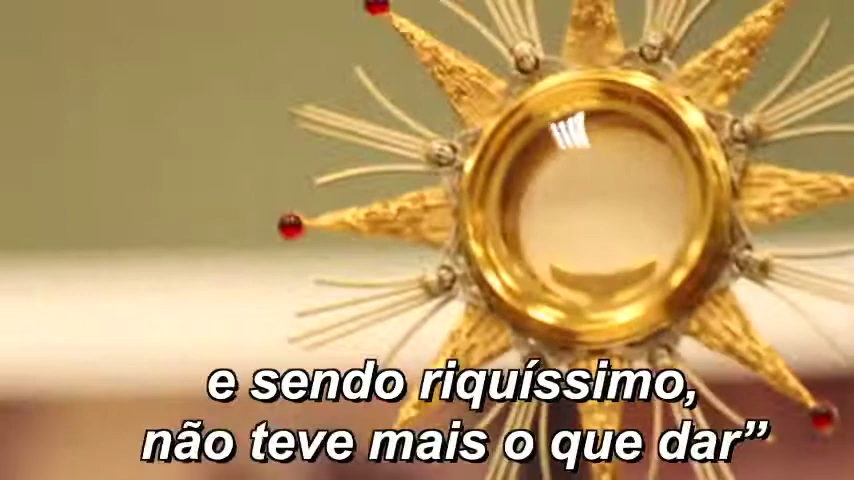 e sendo riquíssimo,
não teve mais o que dar”